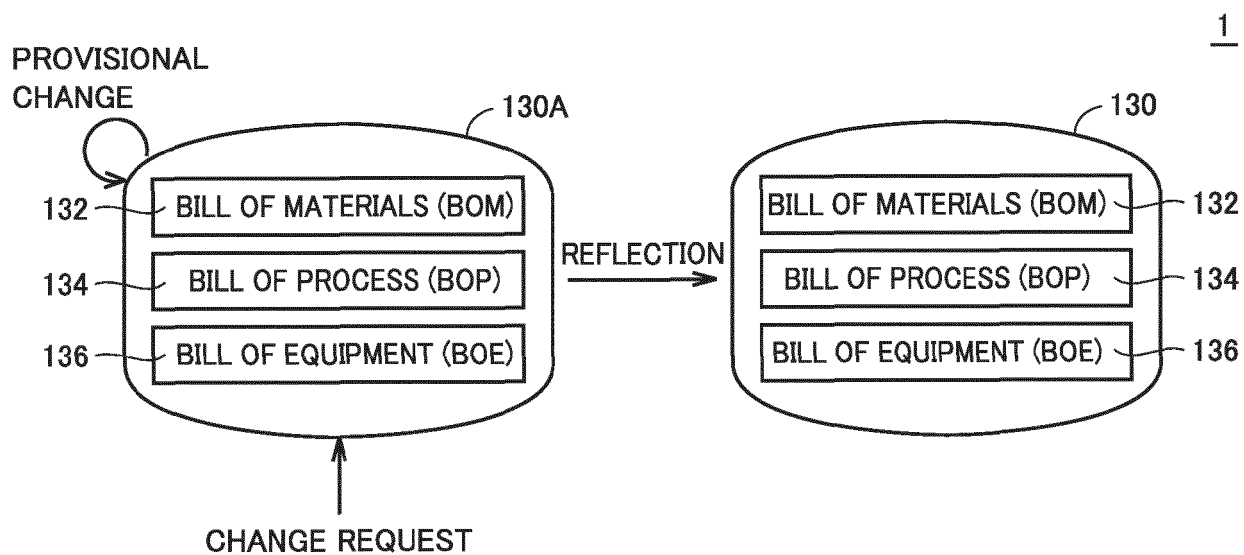 1
PROVISIONAL
CHANGE
130A
130
132
BILL OF MATERIALS (BOM)
BILL OF MATERIALS (BOM)
132
REFLECTION
134
BILL OF PROCESS (BOP)
BILL OF PROCESS (BOP)
134
136
BILL OF EQUIPMENT (BOE)
BILL OF EQUIPMENT (BOE)
136
CHANGE REQUEST